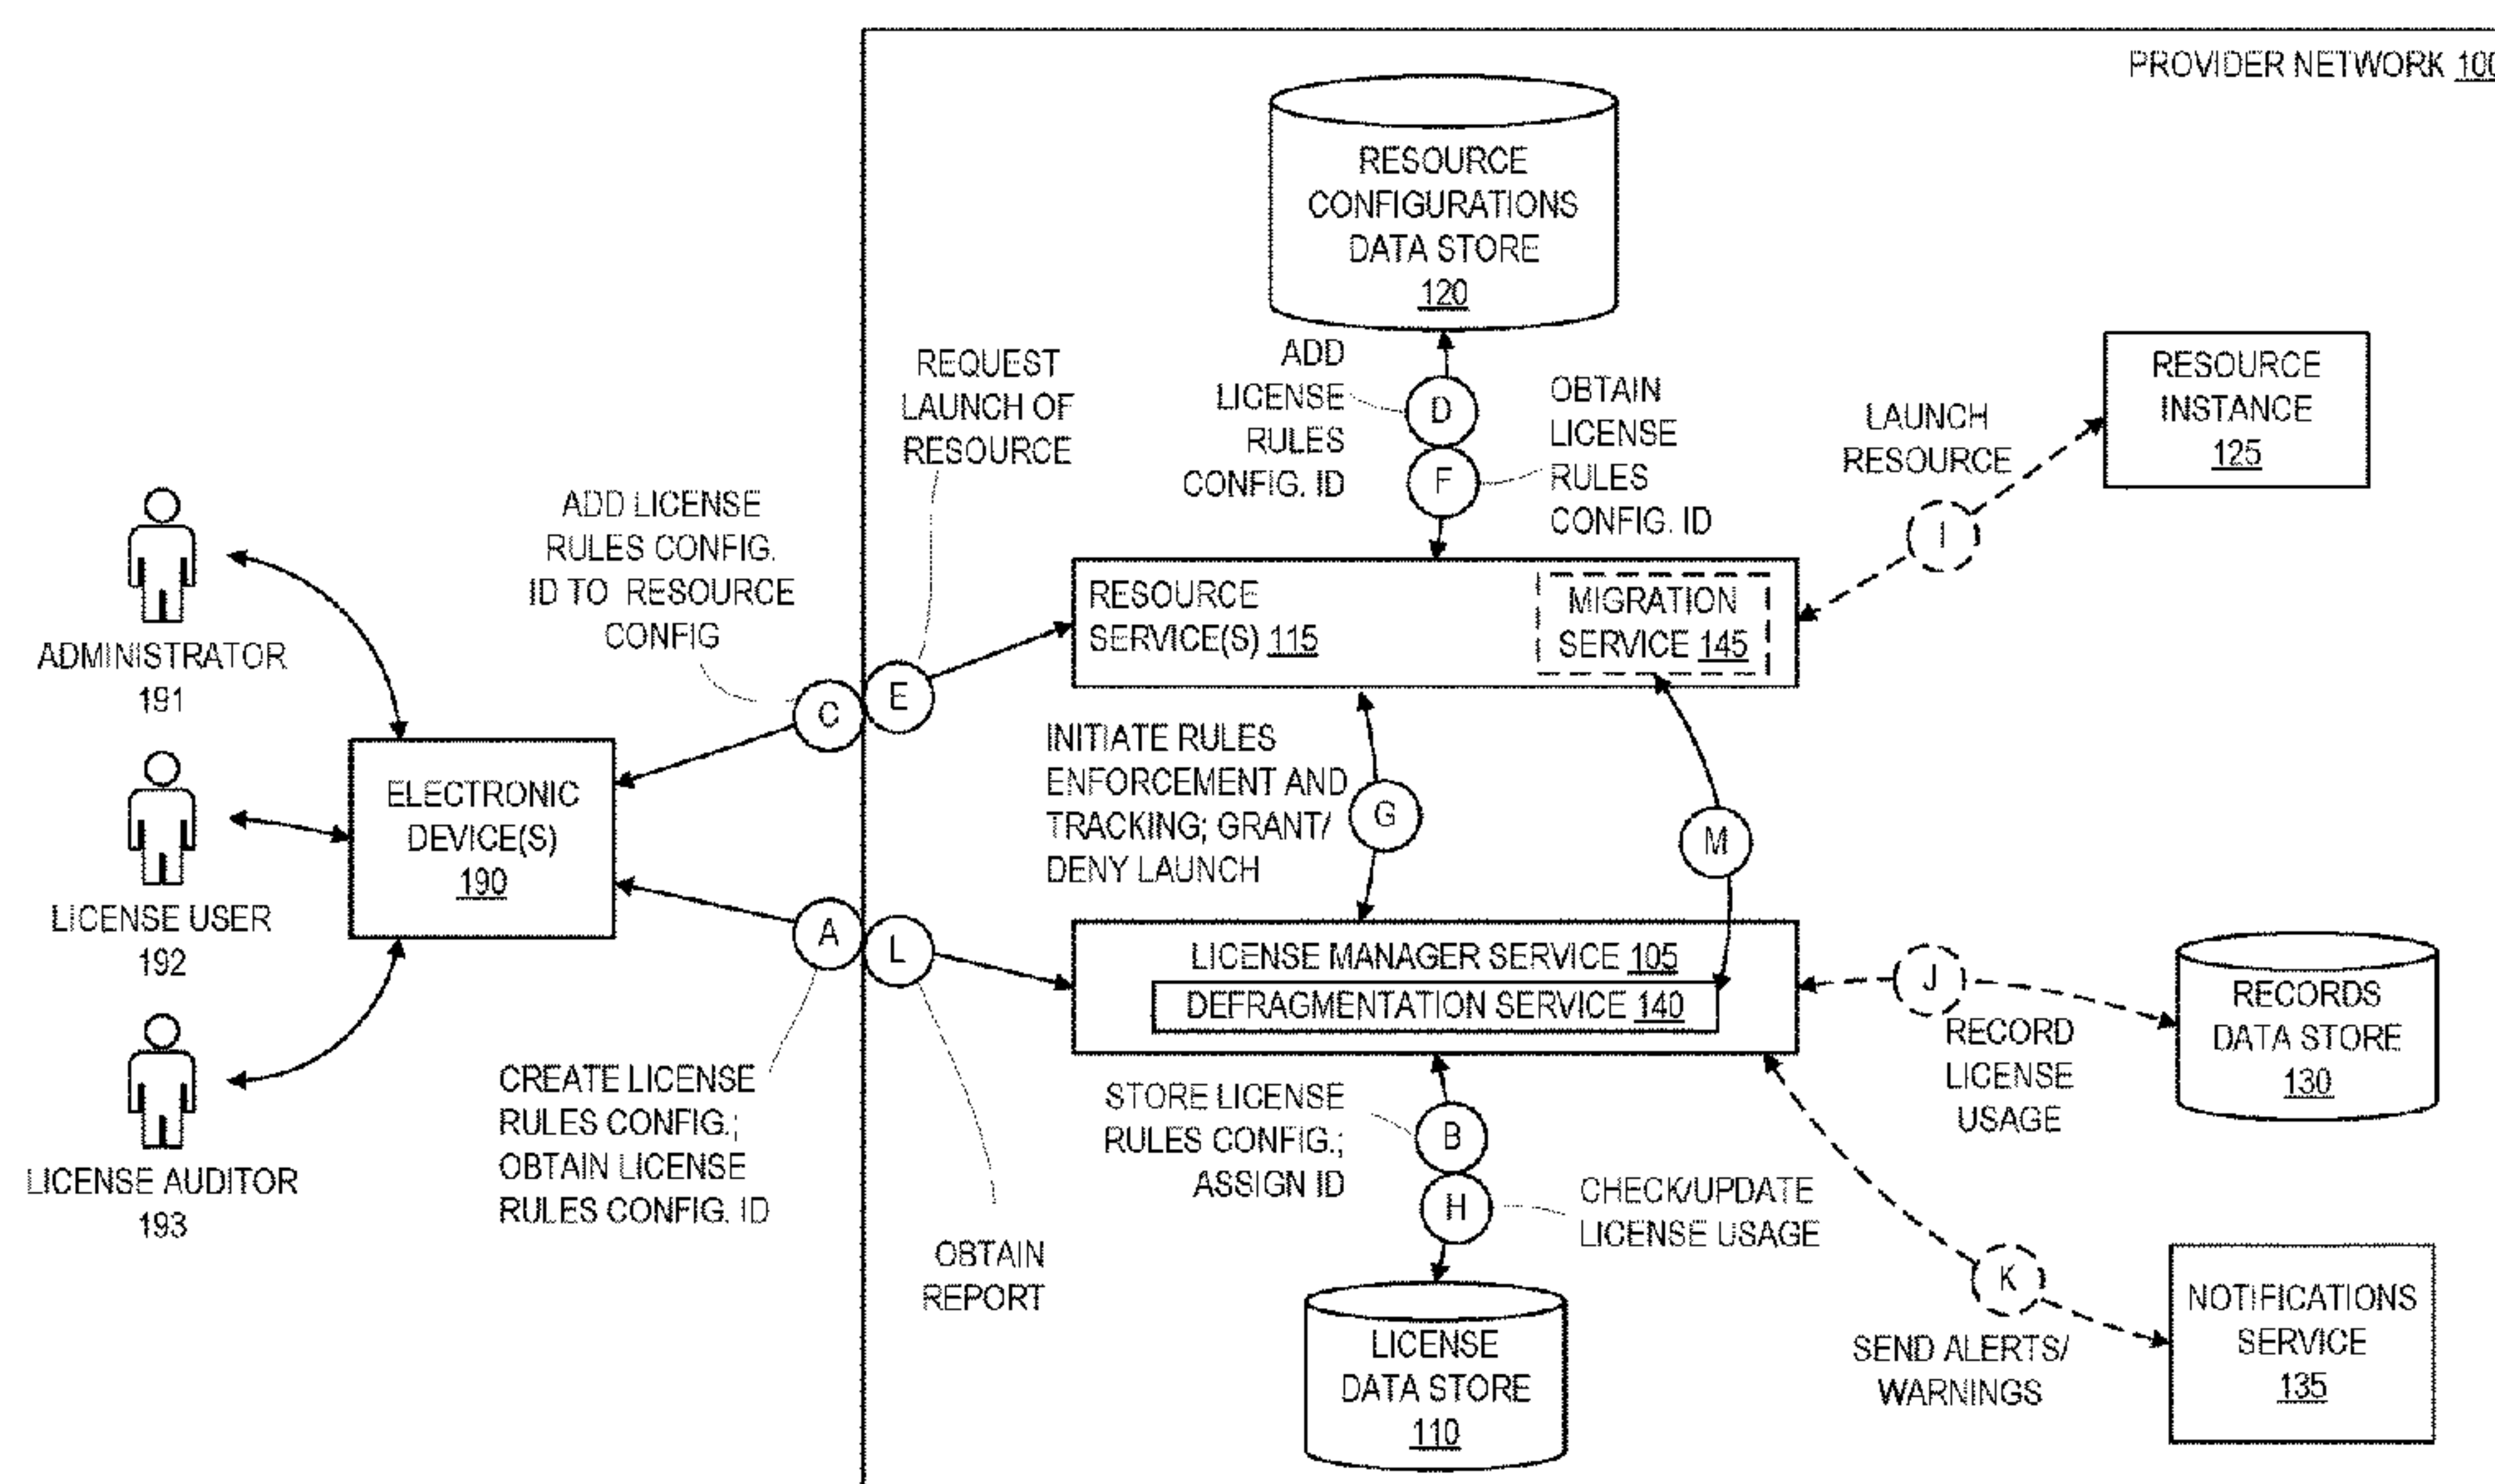 PROVIDER NETWORK 100
RESOURCE
CONFIGURATIONS
DATA STORE
120
REQUEST
LAUNCH OF
RESOURCE
ADD
LICENSE
RULES
CONFIG. ID
D
F
OBTAIN
LICENSE
RULES
CONFIG. ID
LAUNCH
RESOURCE
I
RESOURCE
INSTANCE
125
ADD LICENSE
RULES CONFIG.
ID TO RESOURCE
CONFIG
C
E
RESOURCE
SERVICE(S) 115
MIGRATION
SERVICE 145
ADMINISTRATOR
191
LICENSE USER
192
LICENSE AUDITOR
193
ELECTRONIC
DEVICE(S)
190
INITIATE RULES
ENFORCEMENT AND
TRACKING; GRANT/
DENY LAUNCH
G
M
A
L
LICENSE MANAGER SERVICE 105
DEFRAGMENTATION SERVICE 140
J
RECORD
LICENSE
USAGE
RECORDS
DATA STORE
130
CREATE LICENSE
RULES CONFIG.;
OBTAIN LICENSE
RULES CONFIG. ID
OBTAIN
REPORT
STORE LICENSE
RULES CONFIG.;
ASSIGN ID
B
H
CHECK/UPDATE
LICENSE USAGE
K
SEND ALERTS/
WARNINGS
NOTIFICATIONS
SERVICE
135
LICENSE
DATA STORE
110